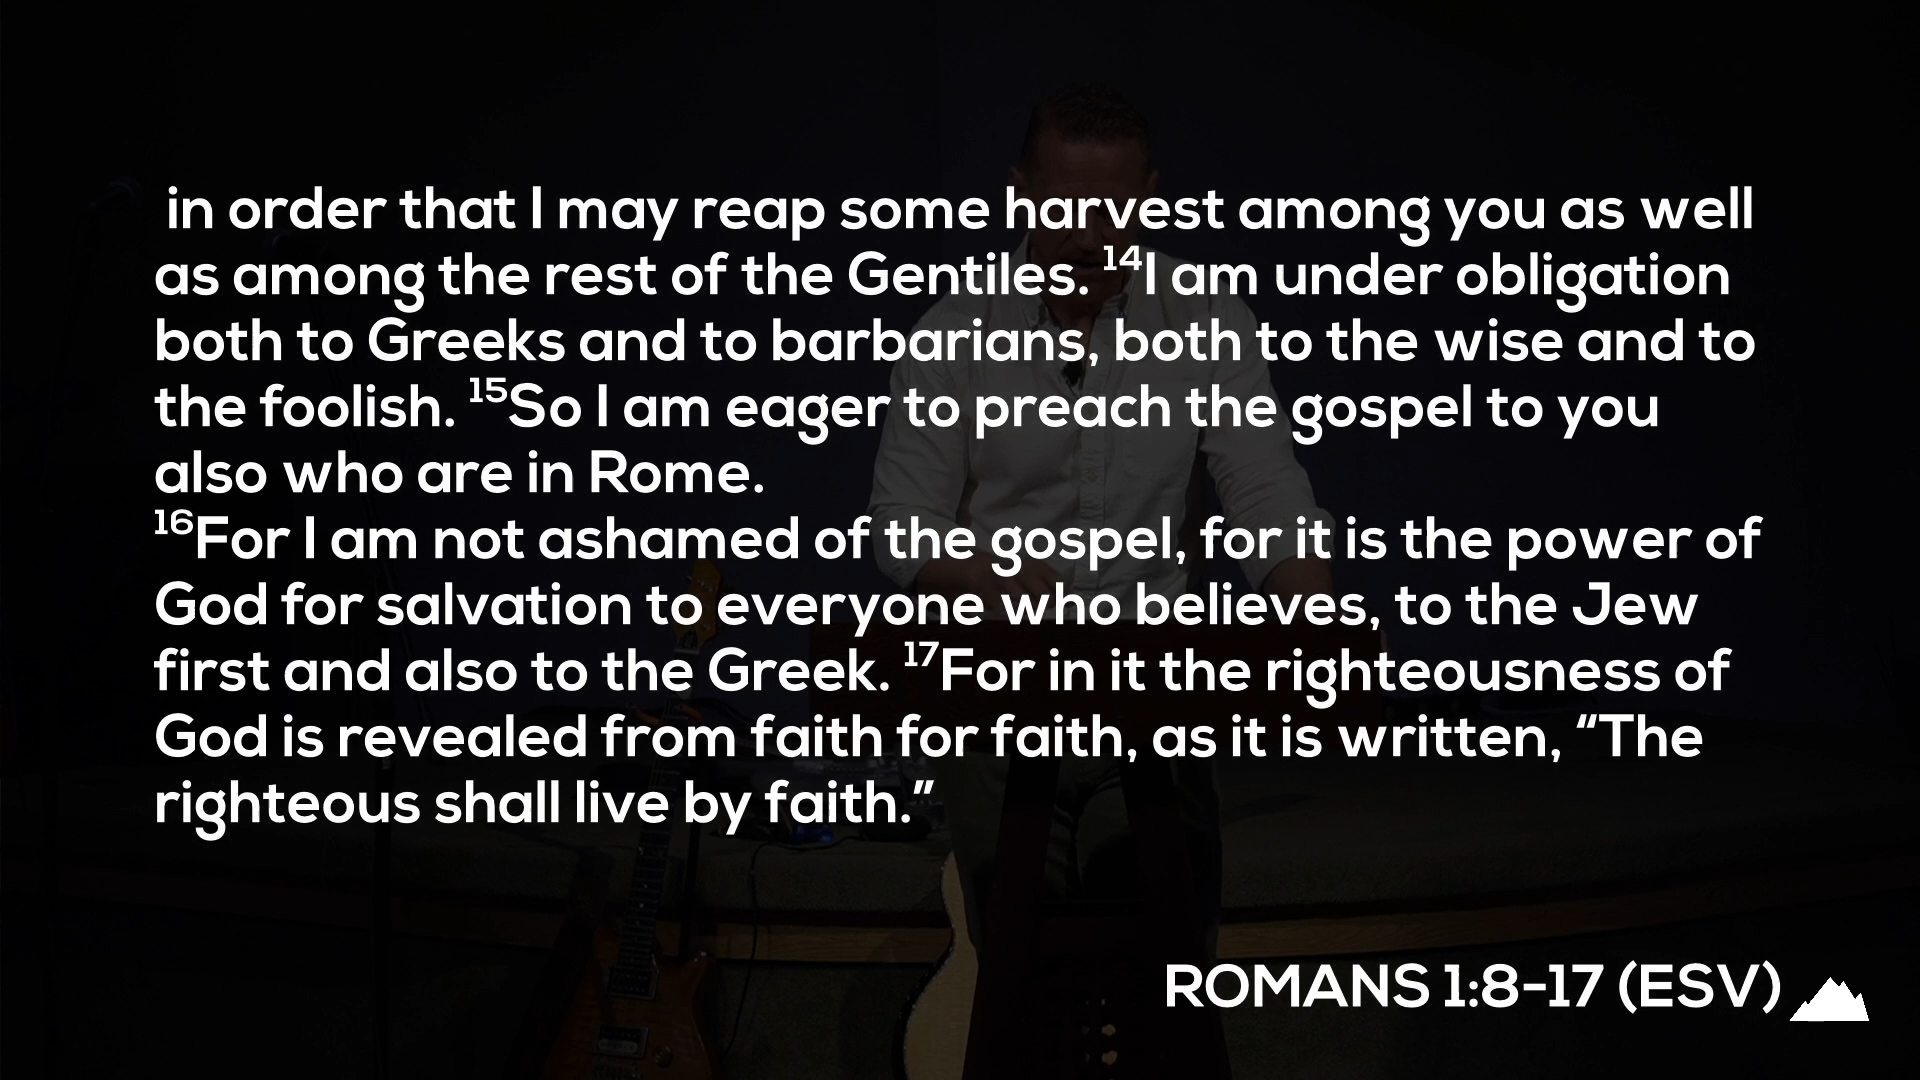 in order that I may reap some harvest among you as well
as among the rest of the Gentiles. ¹⁴I am under obligation
both to Greeks and to barbarians, both to the wise and to
the foolish. ¹⁵So I am eager to preach the gospel to you
also who are in Rome.
¹⁶For I am not ashamed of the gospel, for it is the power of
God for salvation to everyone who believes, to the Jew
first and also to the Greek. ¹⁷For in it the righteousness of
God is revealed from faith for faith, as it is written, “The
righteous shall live by faith.”
ROMANS 1:8–17 (ESV)